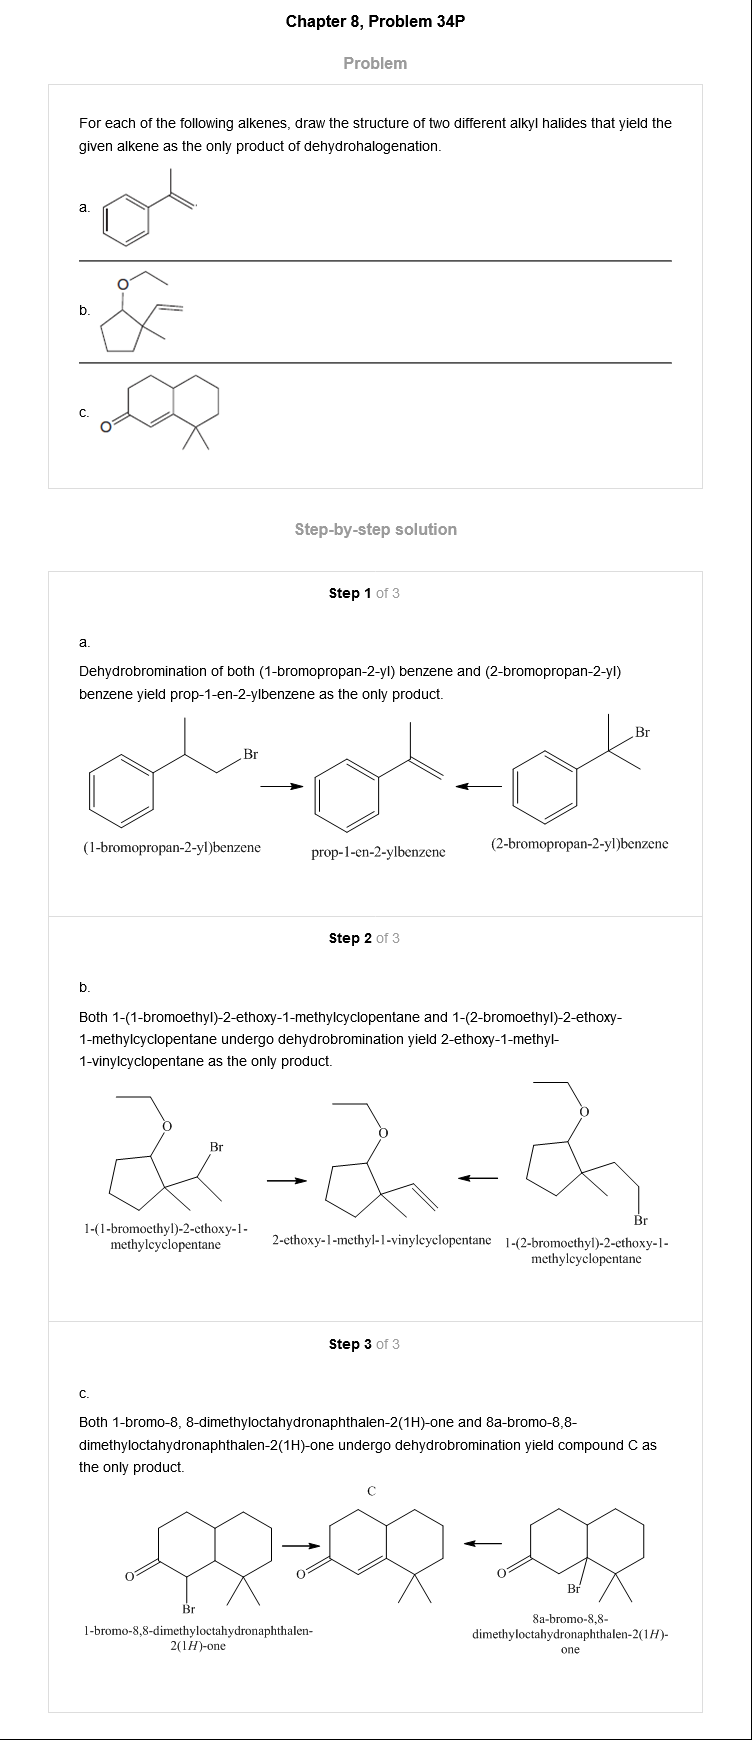 Chapter 8, Problem 34P
Problem
For each of the following alkenes, draw the structure of two different alkyl halides that yield the
given alkene as the only product of dehydrohalogenation.
a.
O
b.
c.
O
Step-by-step solution
Step 1 of 3
a.
Dehydrobromination of both (1-bromopropan-2-yl) benzene and (2-bromopropan-2-yl)
benzene yield prop-1-en-2-ylbenzene as the only product.
Br
Br
(1-bromopropan-2-yl)benzene
prop-1-en-2-ylbenzene
(2-bromopropan-2-yl)benzene
Step 2 of 3
b.
Both 1-(1-bromoethyl)-2-ethoxy-1-methylcyclopentane and 1-(2-bromoethyl)-2-ethoxy-
1-methylcyclopentane undergo dehydrobromination yield 2-ethoxy-1-methyl-
1-vinylcyclopentane as the only product.
O
Br
O
O
Br
1-(1-bromoethyl)-2-ethoxy-1-
methylcyclopentane
2-ethoxy-1-methyl-1-vinylcyclopentane
1-(2-bromoethyl)-2-ethoxy-1-
methylcyclopentane
Step 3 of 3
c.
Both 1-bromo-8, 8-dimethyloctahydronaphthalen-2(1H)-one and 8a-bromo-8,8-
dimethyloctahydronaphthalen-2(1H)-one undergo dehydrobromination yield compound C as
the only product.
C
O
Br
O
O
Br
1-bromo-8,8-dimethyloctahydronaphthalen-
2(1H)-one
8a-bromo-8,8-
dimethyloctahydronaphthalen-2(1H)-
one